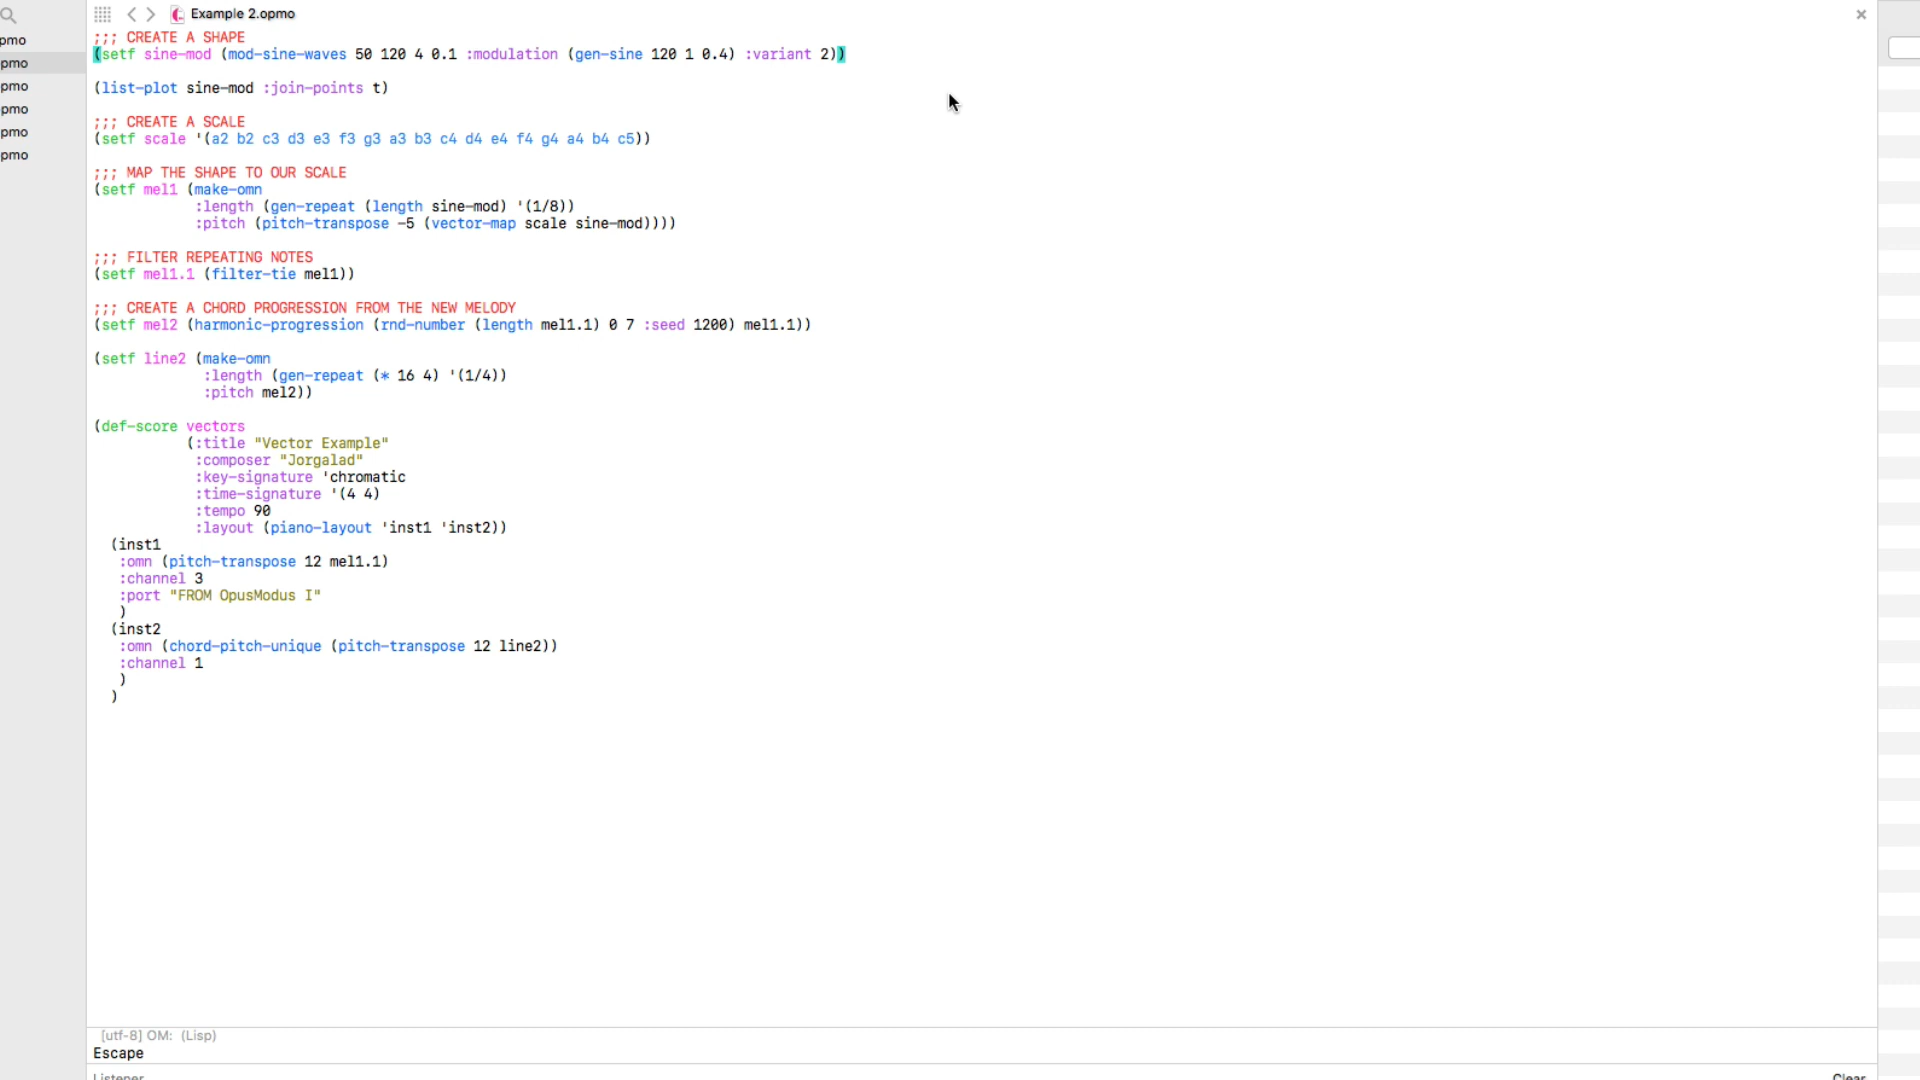 Example 2.opmo
pmo
pmo
pmo
pmo
pmo
pmo
;;; CREATE A SHAPE
(setf sine-mod (mod-sine-waves 50 120 4 0.1 :modulation (gen-sine 120 1 0.4) :variant 2))
(list-plot sine-mod :join-points t)
;;; CREATE A SCALE
(setf scale '(a2 b2 c3 d3 e3 f3 g3 a3 b3 c4 d4 e4 f4 g4 a4 b4 c5))
;;; MAP THE SHAPE TO OUR SCALE
(setf mel1 (make-omn
:length (gen-repeat (length sine-mod) '(1/8))
:pitch (pitch-transpose -5 (vector-map scale sine-mod))))
;;; FILTER REPEATING NOTES
(setf mel1.1 (filter-tie mel1))
;;; CREATE A CHORD PROGRESSION FROM THE NEW MELODY
(setf mel2 (harmonic-progression (rnd-number (length mel1.1) 0 7 :seed 1200) mel1.1))
(setf line2 (make-omn
:length (gen-repeat (* 16 4) '(1/4))
:pitch mel2))
(def-score vectors
(:title "Vector Example"
:composer "Jorgalad"
:key-signature 'chromatic
:time-signature '(4 4)
:tempo 90
:layout (piano-layout 'inst1 'inst2))
(inst1
:omn (pitch-transpose 12 mel1.1)
:channel 3
:port "FROM OpusModus I"
)
(inst2
:omn (chord-pitch-unique (pitch-transpose 12 line2))
:channel 1
)
)
[utf-8] OM: (Lisp)
Escape
Listener
Clear